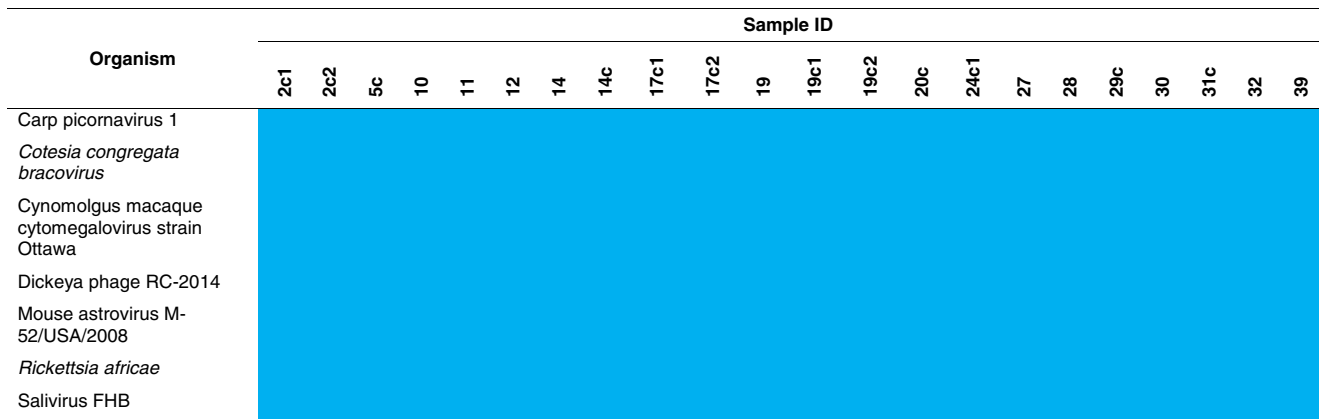 Sample ID
Organism
2c1 2c2 5c 10 11 12 14 14c 17c1 17c2 19 19c1 19c2 20c 24c1 27 28 29c 30 31c 32 39
Carp picornavirus 1
Cotesia congregata
bracovirus
Cynomolgus macaque
cytomegalovirus strain
Ottawa
Dickeya phage RC-2014
Mouse astrovirus M-
52/USA/2008
Rickettsia africae
Salivirus FHB